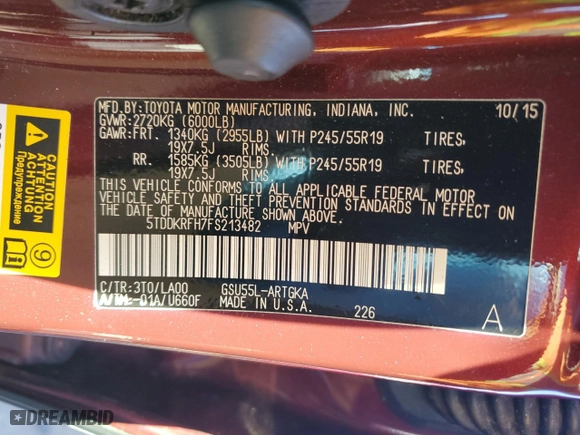 MFD.BY:TOYOTA MOTOR MANUFACTURING, INDIANA, INC. 10/15
GVWR:2720KG (6000LB)
GAWR:FRT. 1340KG (2955LB) WITH P245/55R19 TIRES,
19X7.5J RIMS,
RR. 1585KG (3505LB) WITH P245/55R19 TIRES,
19X7.5J RIMS,
THIS VEHICLE CONFORMS TO ALL APPLICABLE FEDERAL MOTOR
VEHICLE SAFETY AND THEFT PREVENTION STANDARDS IN EFFECT ON
THE DATE OF MANUFACTURE SHOWN ABOVE.
5TDDKRFH7FS213482 MPV
C/TR:3T0/LA00 GSU55L-ARTGKA
A/TM:-01A/U660F MADE IN U.S.A. 226 A
CAUTION
ATTENTION
ACHTUNG
Предупреждение
9
DREAMBID